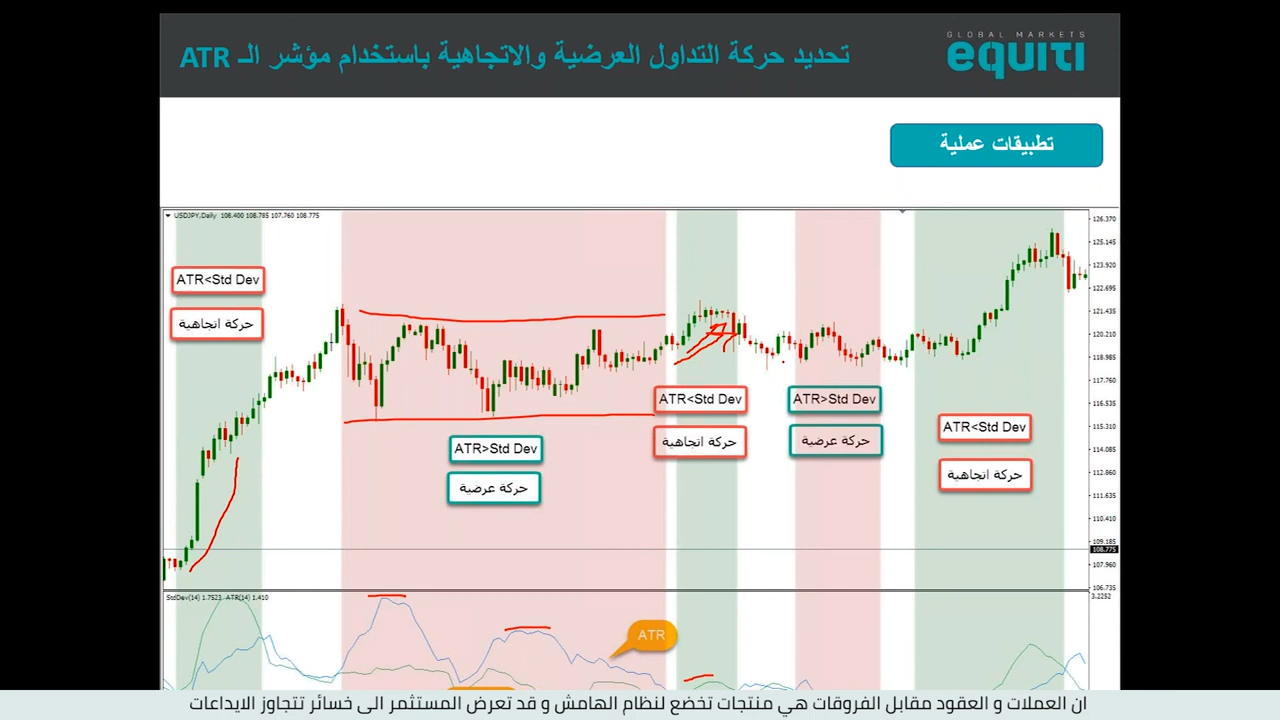 GLOBAL MARKETS
equiti
تحديد حركة التداول العرضية والاتجاهية باستخدام مؤشر الـ ATR
تطبيقات عملية
USDJPY,Daily 108.400 108.785 107.760 108.775
126.370
125.145
123.920
122.695
121.435
120.210
118.985
117.760
116.535
115.310
114.085
112.860
111.635
110.410
109.185
108.775
107.960
106.735
ATR<Std Dev
حركة اتجاهية
ATR>Std Dev
حركة عرضية
ATR<Std Dev
حركة اتجاهية
ATR>Std Dev
حركة عرضية
ATR<Std Dev
حركة اتجاهية
StdDev(14) 1.7523 ATR(14) 1.410
3.2252
ATR
ان العملات و العقود مقابل الفروقات هي منتجات تخضع لنظام الهامش و قد تعرض المستثمر الى خسائر تتجاوز الايداعات